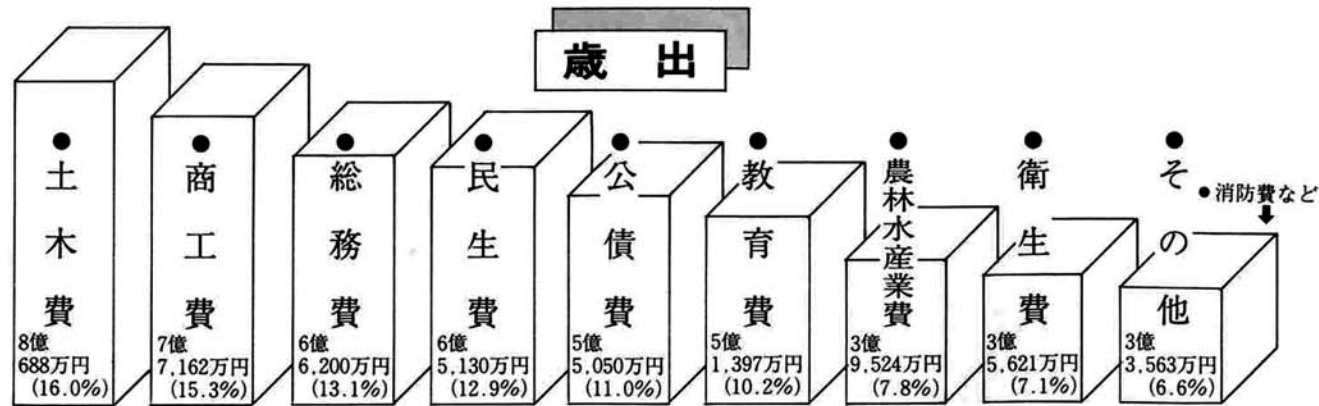 歳出
●土木費
8億
688万円
(16.0%)
●商工費
7億
7,162万円
(15.3%)
●総務費
6億
6,200万円
(13.1%)
●民生費
6億
5,130万円
(12.9%)
●公債費
5億
5,050万円
(11.0%)
●教育費
5億
1,397万円
(10.2%)
●農林水産業費
3億
9,524万円
(7.8%)
●衛生費
3億
5,621万円
(7.1%)
●その他
●消防費など
3億
3,563万円
(6.6%)